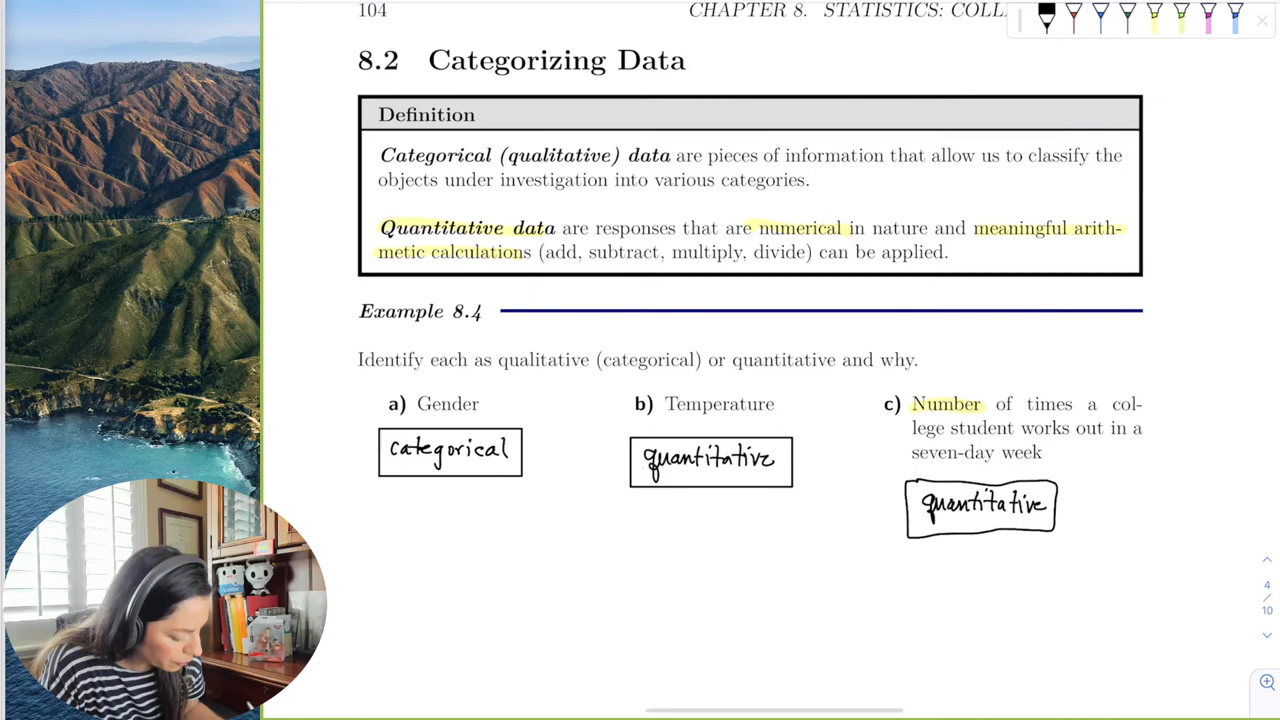 104
CHAPTER 8. STATISTICS: COLL
8.2 Categorizing Data
Definition
Categorical (qualitative) data are pieces of information that allow us to classify the
objects under investigation into various categories.
Quantitative data are responses that are numerical in nature and meaningful arith-
metic calculations (add, subtract, multiply, divide) can be applied.
Example 8.4
Identify each as qualitative (categorical) or quantitative and why.
a) Gender
categorical
b) Temperature
quantitative
c) Number of times a col-
lege student works out in a
seven-day week
quantitative
4
/
10